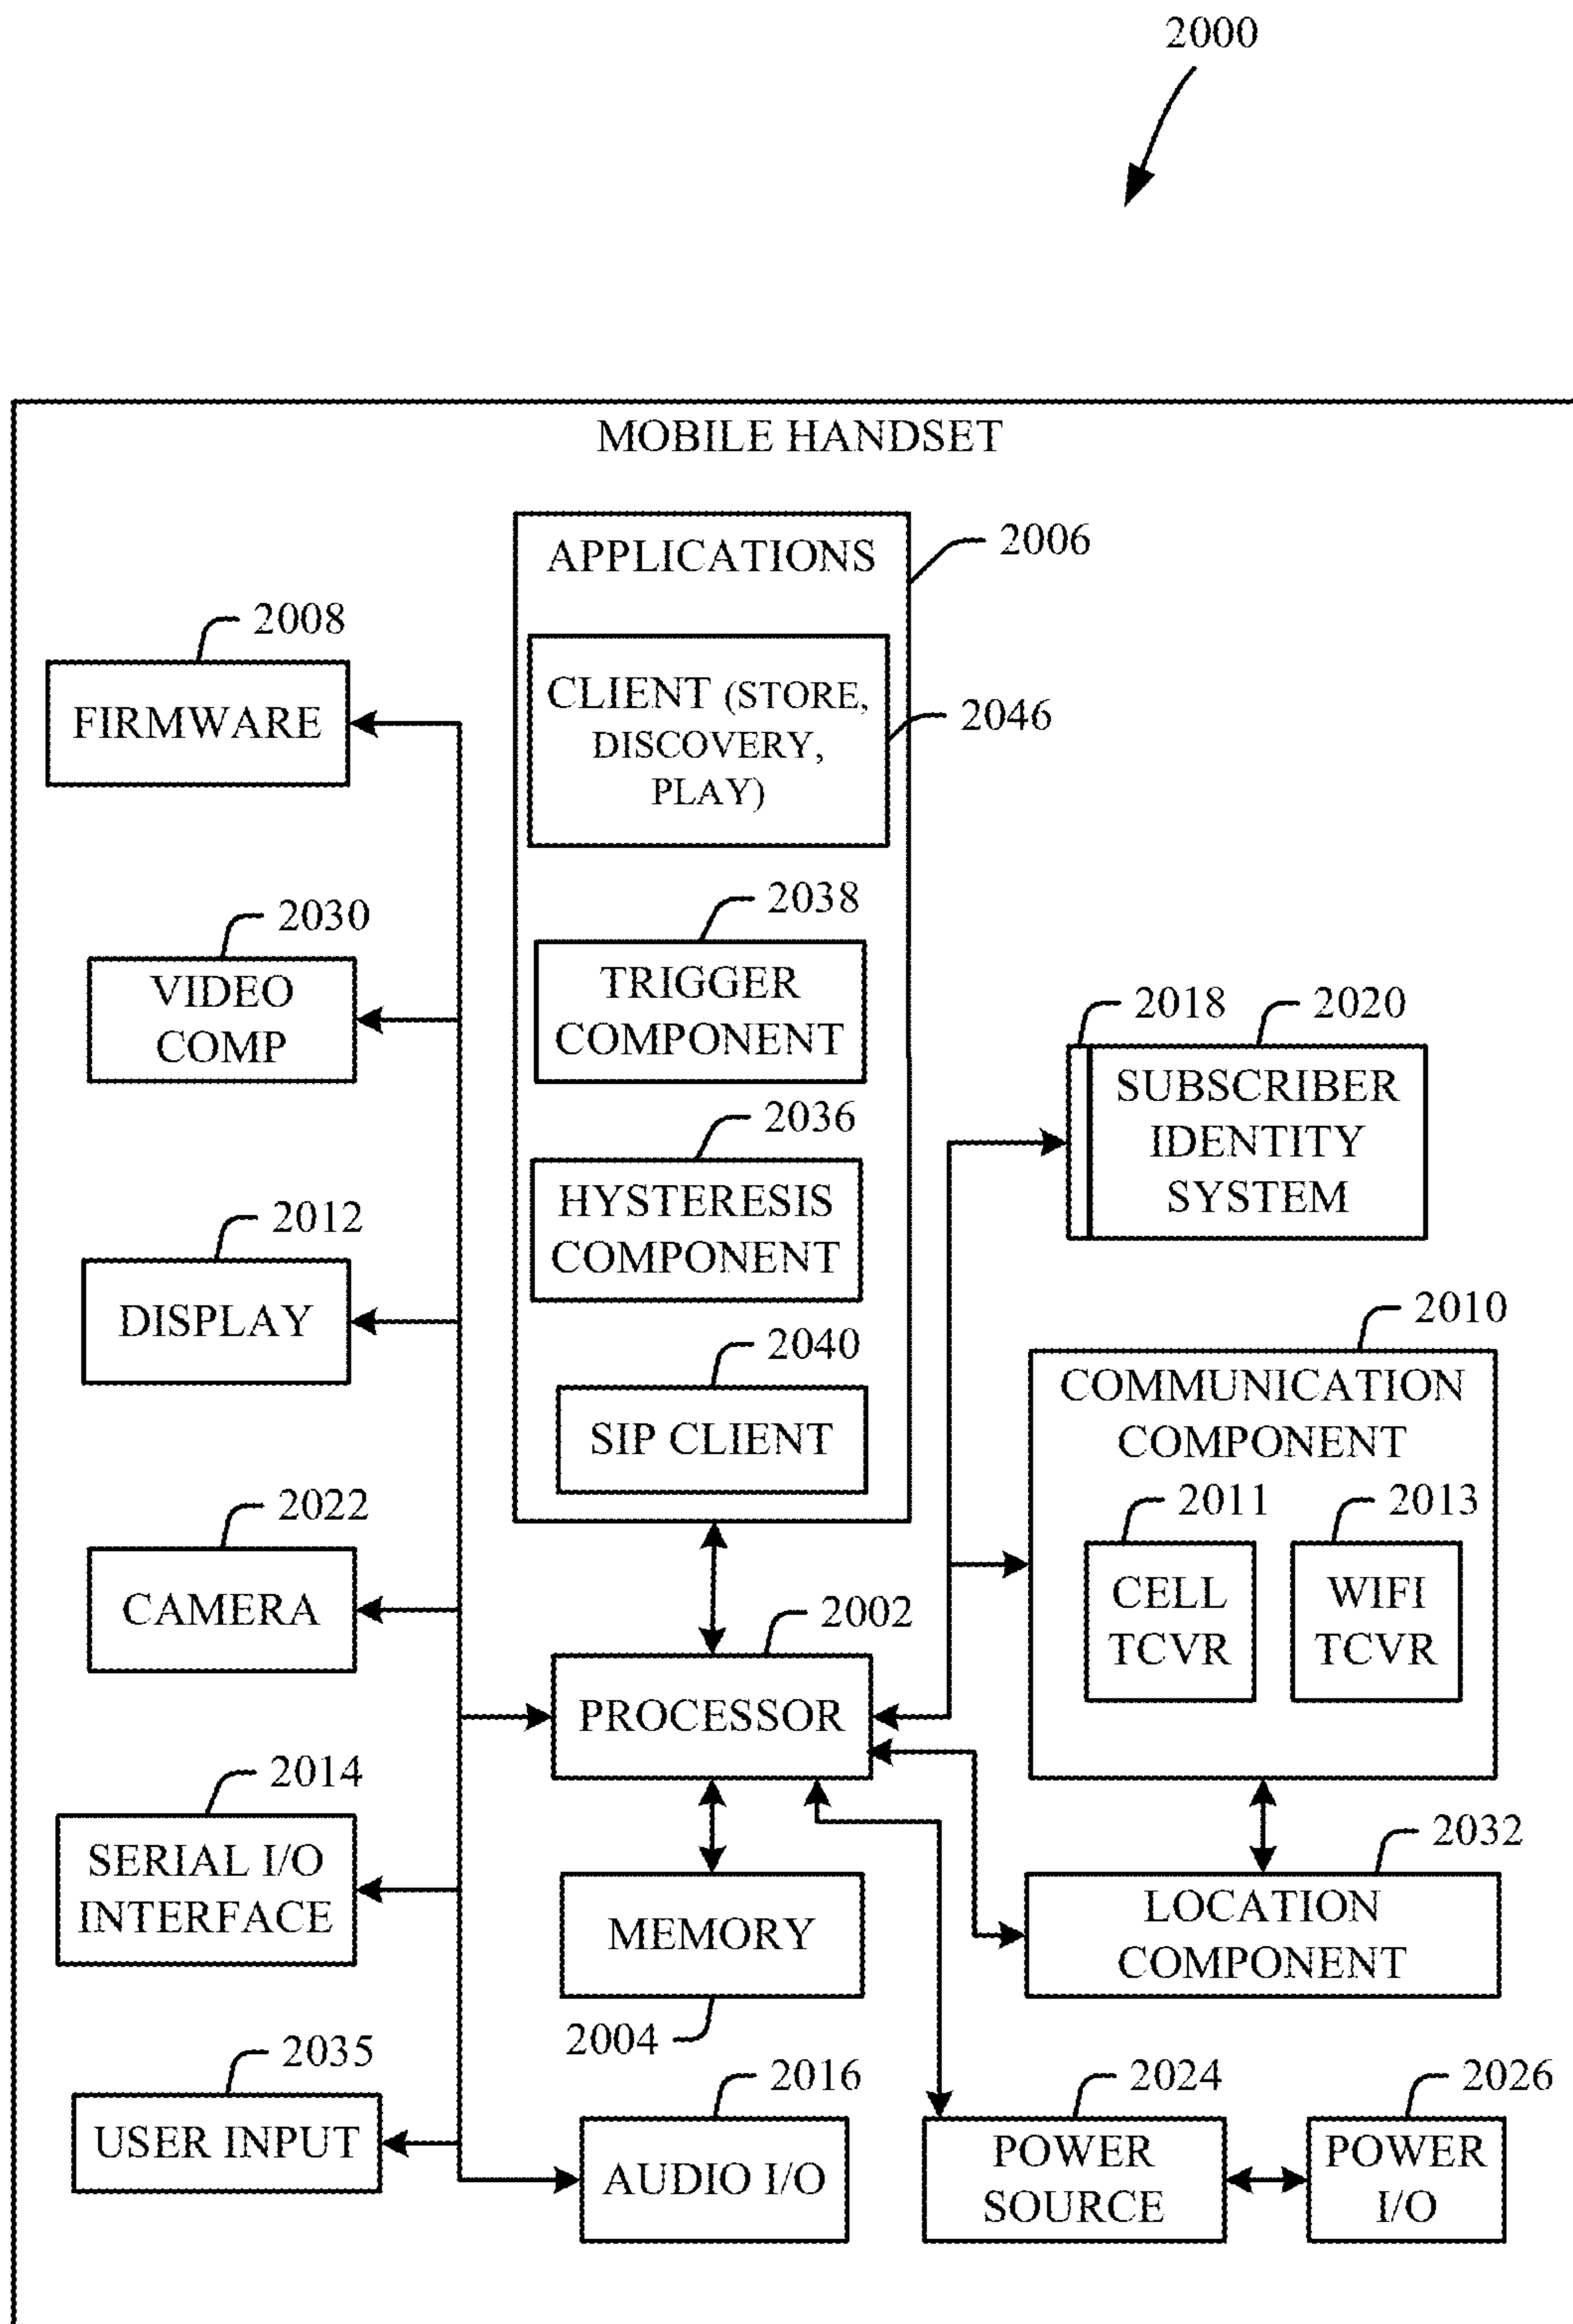 2000
MOBILE HANDSET
APPLICATIONS
2006
CLIENT (STORE,
DISCOVERY,
PLAY)
2046
2008
FIRMWARE
2038
TRIGGER
COMPONENT
2030
VIDEO
COMP
2018
2020
SUBSCRIBER
IDENTITY
SYSTEM
2036
HYSTERESIS
COMPONENT
2012
DISPLAY
2010
COMMUNICATION
COMPONENT
2040
SIP CLIENT
2011
CELL
TCVR
2013
WIFI
TCVR
2022
CAMERA
2002
PROCESSOR
2014
SERIAL I/O
INTERFACE
MEMORY
2004
2032
LOCATION
COMPONENT
2035
USER INPUT
2016
AUDIO I/O
2024
POWER
SOURCE
2026
POWER
I/O